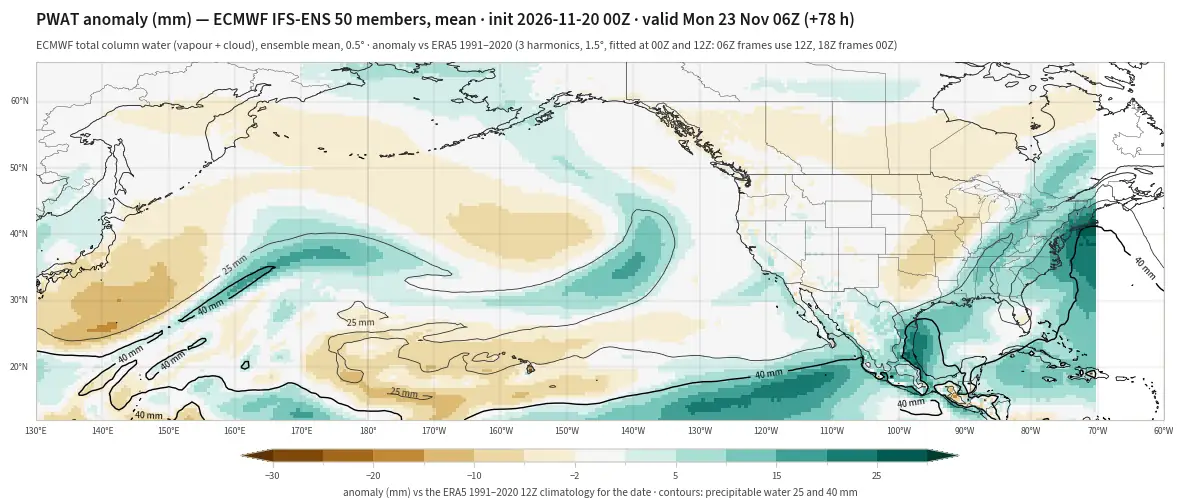 PWAT anomaly (mm) — ECMWF IFS-ENS 50 members, mean · init 2026-11-20 00Z · valid Mon 23 Nov 06Z (+78 h)
ECMWF total column water (vapour + cloud), ensemble mean, 0.5° · anomaly vs ERA5 1991–2020 (3 harmonics, 1.5°, fitted at 00Z and 12Z: 06Z frames use 12Z, 18Z frames 00Z)
60°N
50°N
40°N
30°N
20°N
25 mm
40 mm
40 mm
25 mm
40 mm
40 mm
40 mm
25 mm
40 mm
40 mm
130°E 140°E 150°E 160°E 170°E 180° 170°W 160°W 150°W 140°W 130°W 120°W 110°W 100°W 90°W 80°W 70°W 60°W
−30 −20 −10 −2 5 15 25
anomaly (mm) vs the ERA5 1991–2020 12Z climatology for the date · contours: precipitable water 25 and 40 mm